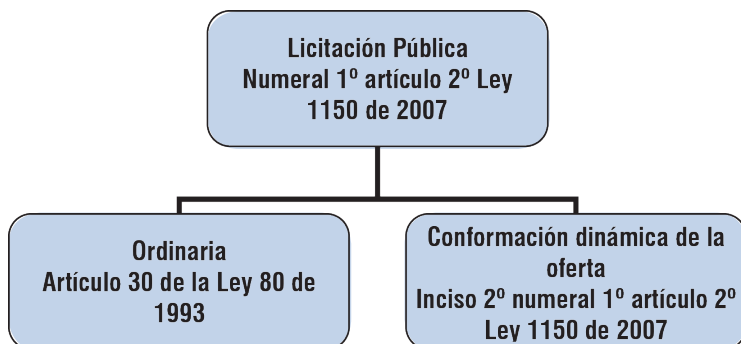 Licitación Pública
Numeral 1º artículo 2º Ley
1150 de 2007
Ordinaria
Artículo 30 de la Ley 80 de
1993
Conformación dinámica de la
oferta
Inciso 2º numeral 1º artículo 2º
Ley 1150 de 2007